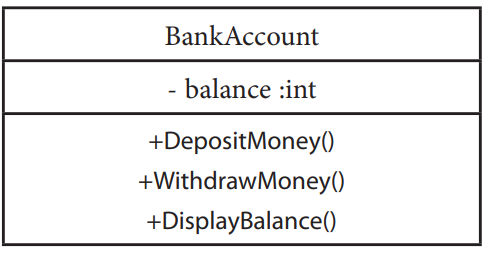 BankAccount
- balance :int
+DepositMoney()
+WithdrawMoney()
+DisplayBalance()